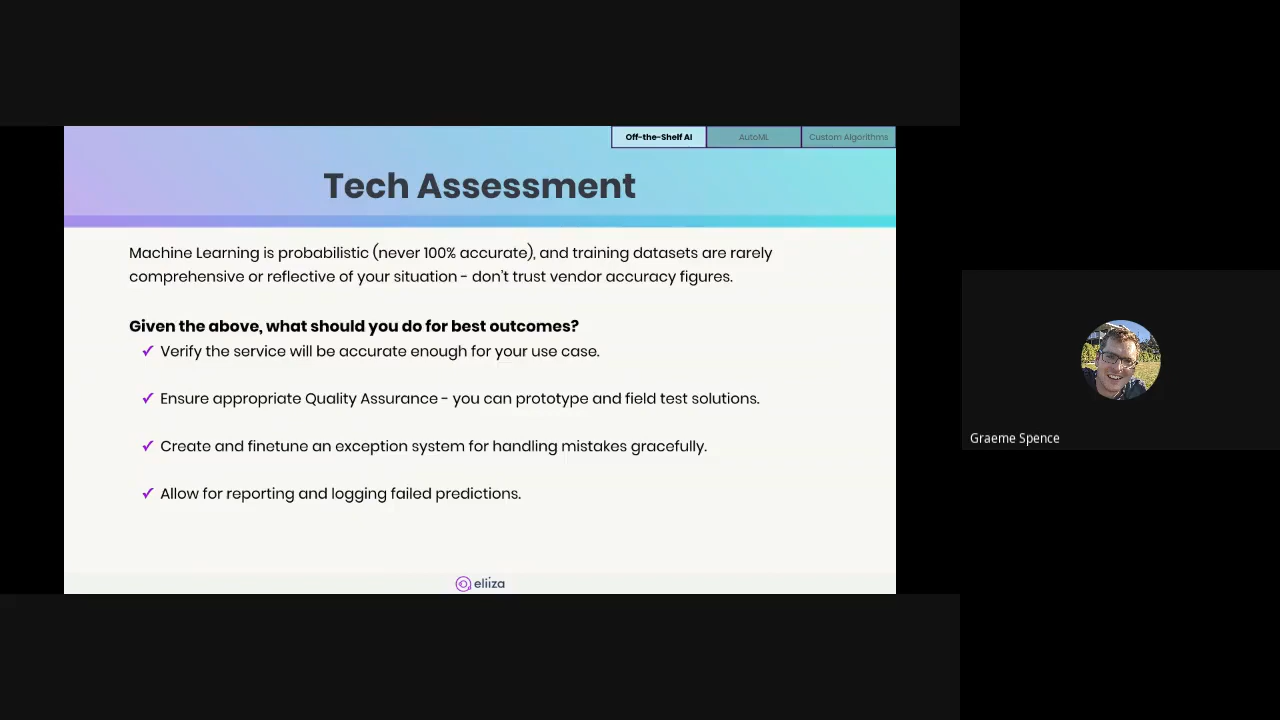 Off-the-Shelf AI
AutoML
Custom Algorithms
Tech Assessment
Machine Learning is probabilistic (never 100% accurate), and training datasets are rarely
comprehensive or reflective of your situation - don't trust vendor accuracy figures.
Given the above, what should you do for best outcomes?
✓ Verify the service will be accurate enough for your use case.
✓ Ensure appropriate Quality Assurance - you can prototype and field test solutions.
✓ Create and finetune an exception system for handling mistakes gracefully.
✓ Allow for reporting and logging failed predictions.
eliiza
Graeme Spence